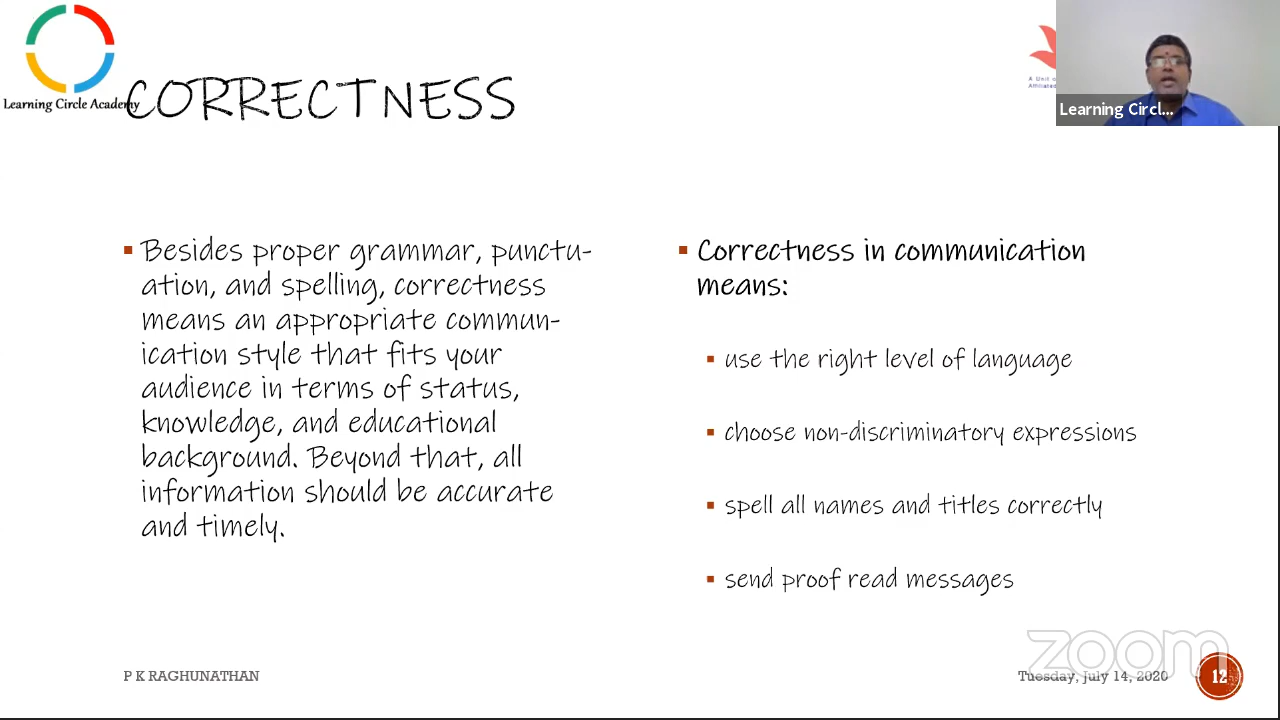 Learning Circle Academy
CORRECTNESS
A Unit of
Affiliated
Learning Circl...
Besides proper grammar, punctu-
ation, and spelling, correctness
means an appropriate commun-
ication style that fits your
audience in terms of status,
knowledge, and educational
background. Beyond that, all
information should be accurate
and timely.
Correctness in communication
means:
use the right level of language
choose non-discriminatory expressions
spell all names and titles correctly
send proof read messages
zoom
P K RAGHUNATHAN
Tuesday, July 14, 2020
12